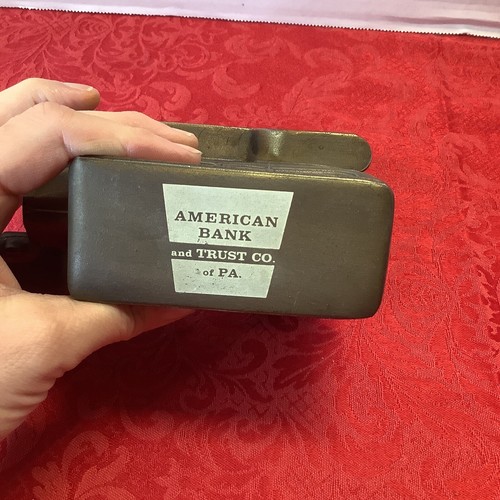 AMERICAN
BANK
and TRUST CO.
of PA.